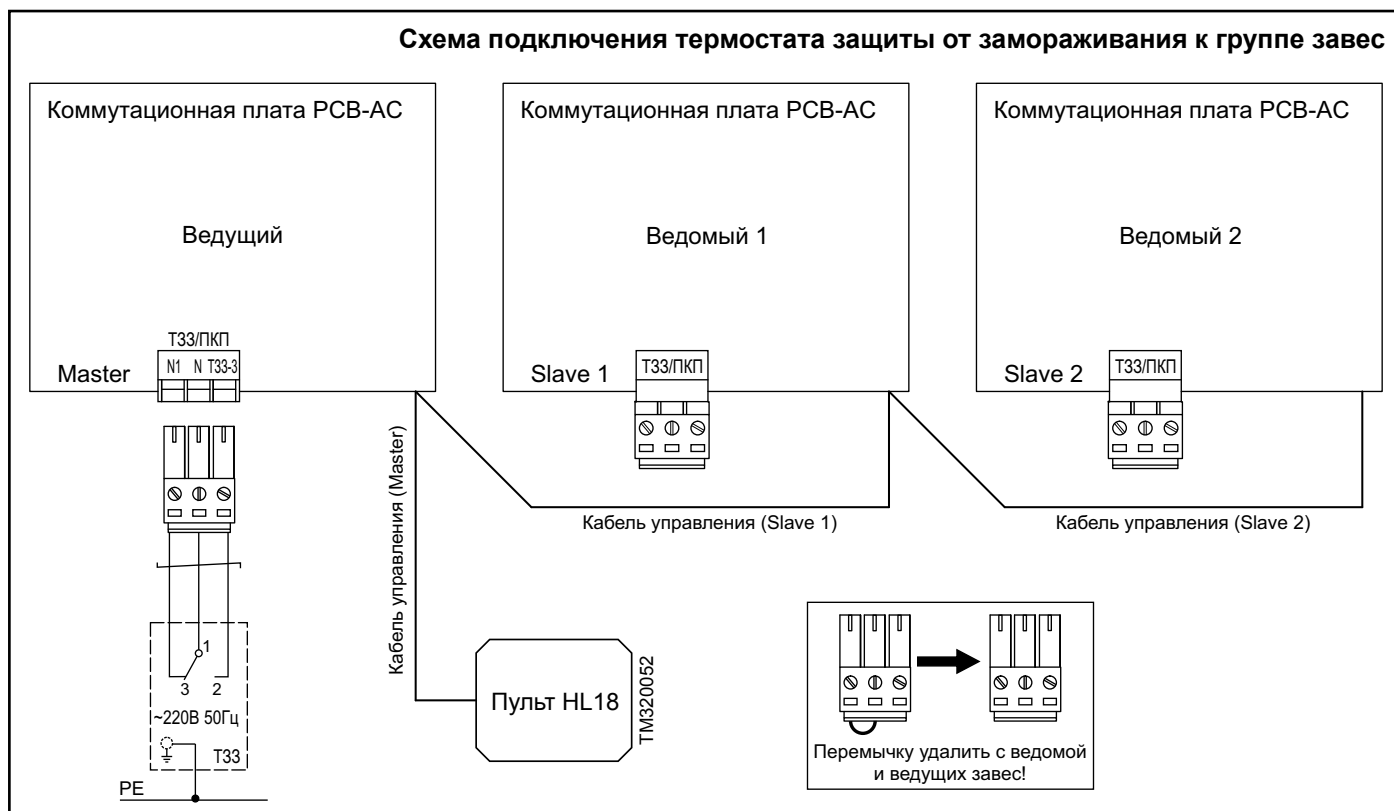 Схема подключения термостата защиты от замораживания к группе завес
Коммутационная плата PCB-AC
Коммутационная плата PCB-AC
Коммутационная плата PCB-AC
Ведущий
Ведомый 1
Ведомый 2
ТЗЗ/ПКП
N1 N ТЗЗ-3
Master
Slave 1
ТЗЗ/ПКП
Slave 2
ТЗЗ/ПКП
Кабель управления (Master)
Кабель управления (Slave 1)
Кабель управления (Slave 2)
1
3 2
~220В 50Гц
ТЗЗ
PE
Пульт HL18
TM320052
Перемычку удалить с ведомой
и ведущих завес!